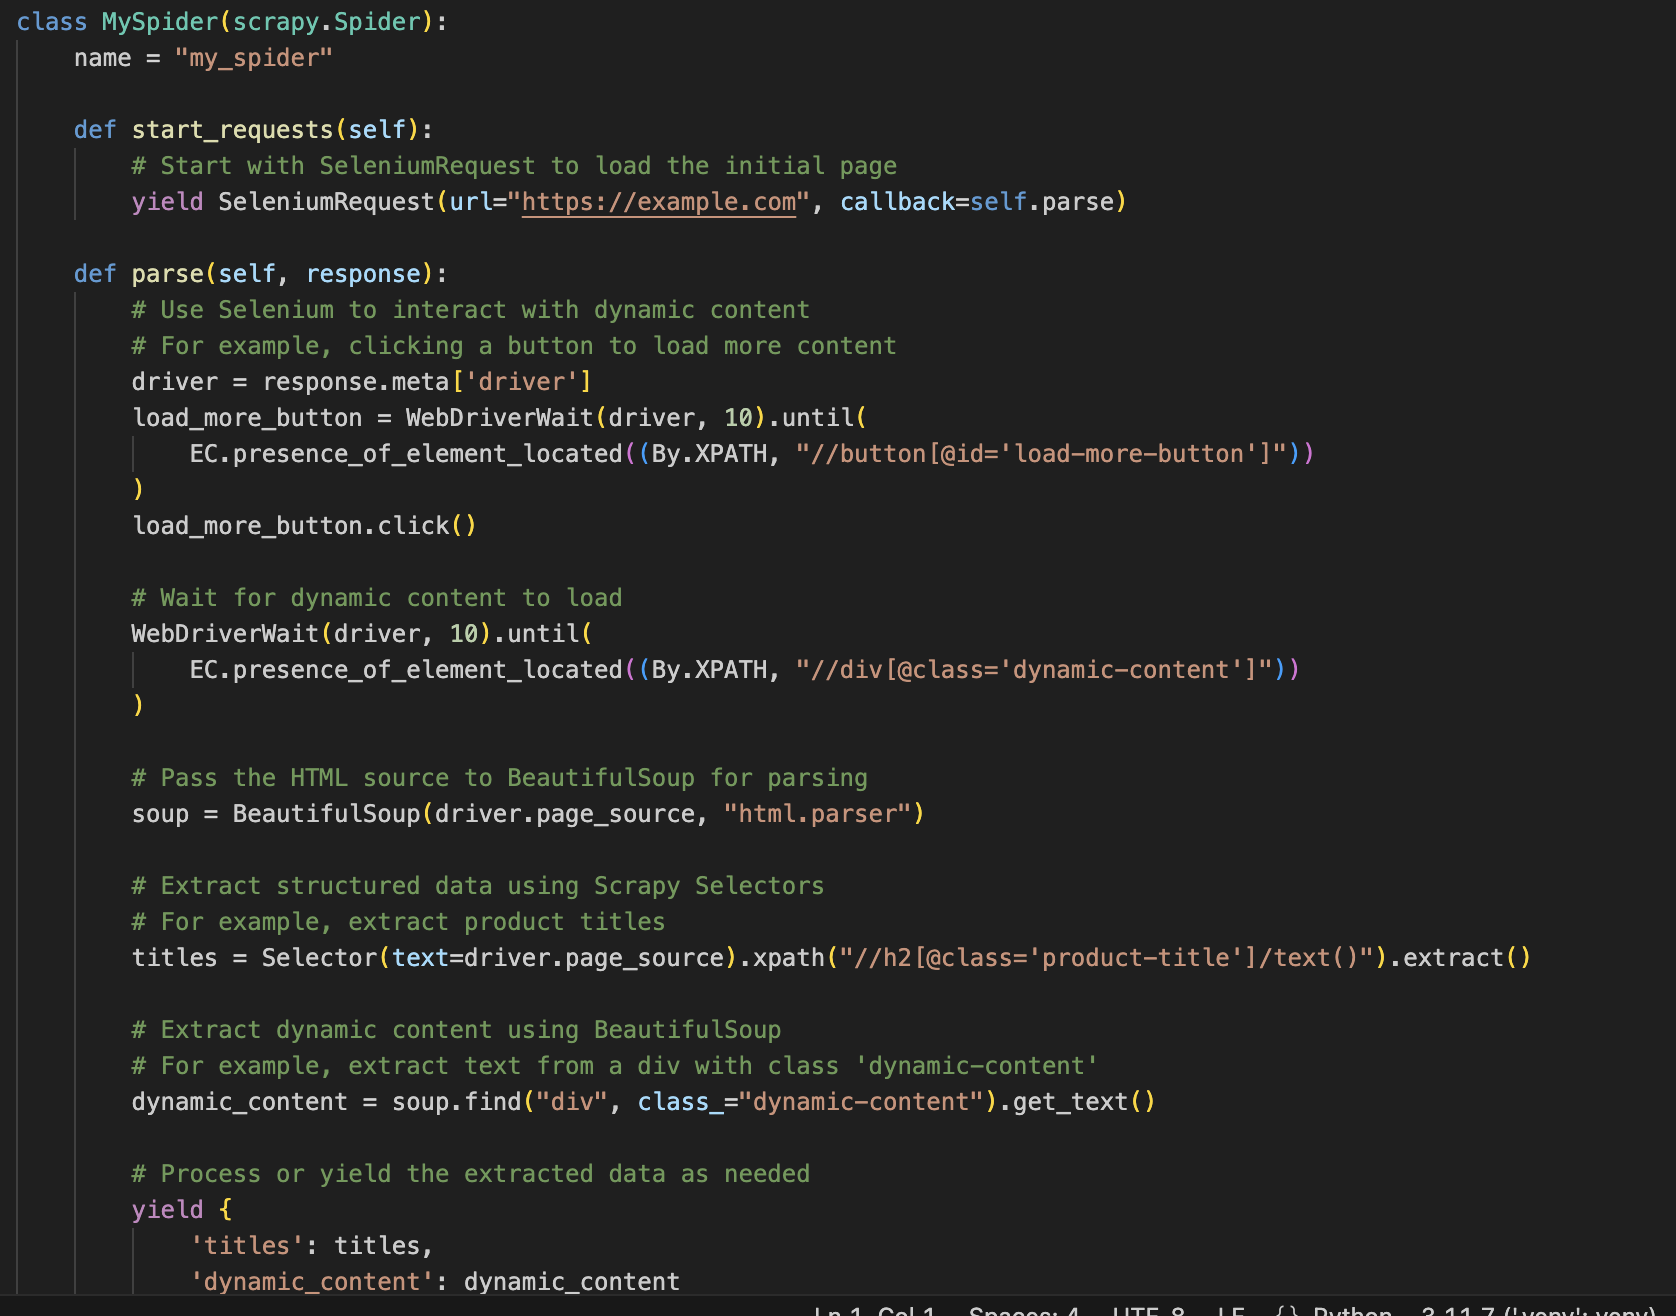 class MySpider(scrapy.Spider):
    name = "my_spider"

    def start_requests(self):
        # Start with SeleniumRequest to load the initial page
        yield SeleniumRequest(url="https://example.com", callback=self.parse)

    def parse(self, response):
        # Use Selenium to interact with dynamic content
        # For example, clicking a button to load more content
        driver = response.meta['driver']
        load_more_button = WebDriverWait(driver, 10).until(
            EC.presence_of_element_located((By.XPATH, "//button[@id='load-more-button']"))
        )
        load_more_button.click()

        # Wait for dynamic content to load
        WebDriverWait(driver, 10).until(
            EC.presence_of_element_located((By.XPATH, "//div[@class='dynamic-content']"))
        )

        # Pass the HTML source to BeautifulSoup for parsing
        soup = BeautifulSoup(driver.page_source, "html.parser")

        # Extract structured data using Scrapy Selectors
        # For example, extract product titles
        titles = Selector(text=driver.page_source).xpath("//h2[@class='product-title']/text()").extract()

        # Extract dynamic content using BeautifulSoup
        # For example, extract text from a div with class 'dynamic-content'
        dynamic_content = soup.find("div", class_="dynamic-content").get_text()

        # Process or yield the extracted data as needed
        yield {
            'titles': titles,
            'dynamic_content': dynamic_content
Ln 1, Col 1 Spaces: 4 UTF-8 LF {} Python 3.11.7 ('venv': venv)